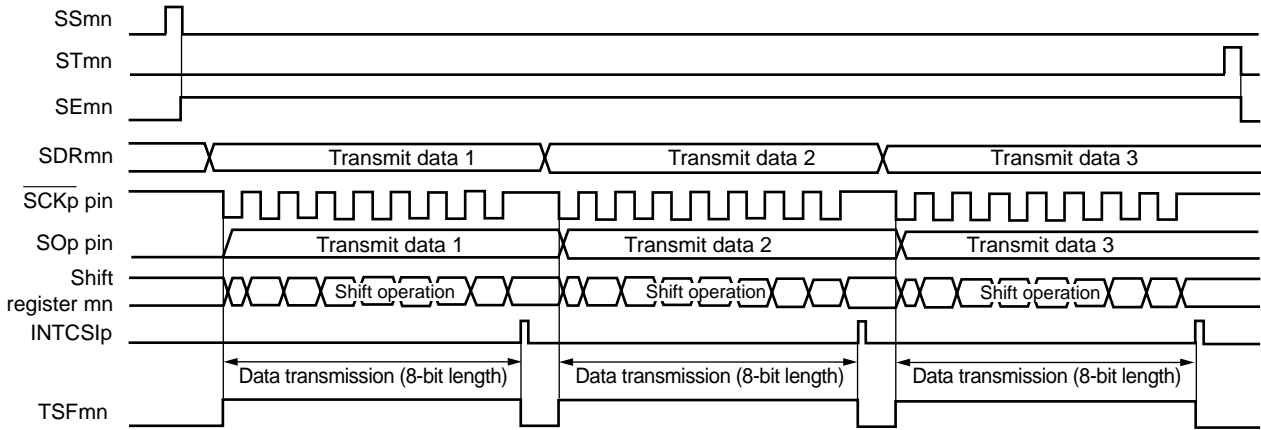 SSmn
STmn
SEmn
SDRmn Transmit data 1 Transmit data 2 Transmit data 3
SCKp pin
SOp pin Transmit data 1 Transmit data 2 Transmit data 3
Shift
register mn Shift operation Shift operation Shift operation
INTCSIp
Data transmission (8-bit length) Data transmission (8-bit length) Data transmission (8-bit length)
TSFmn